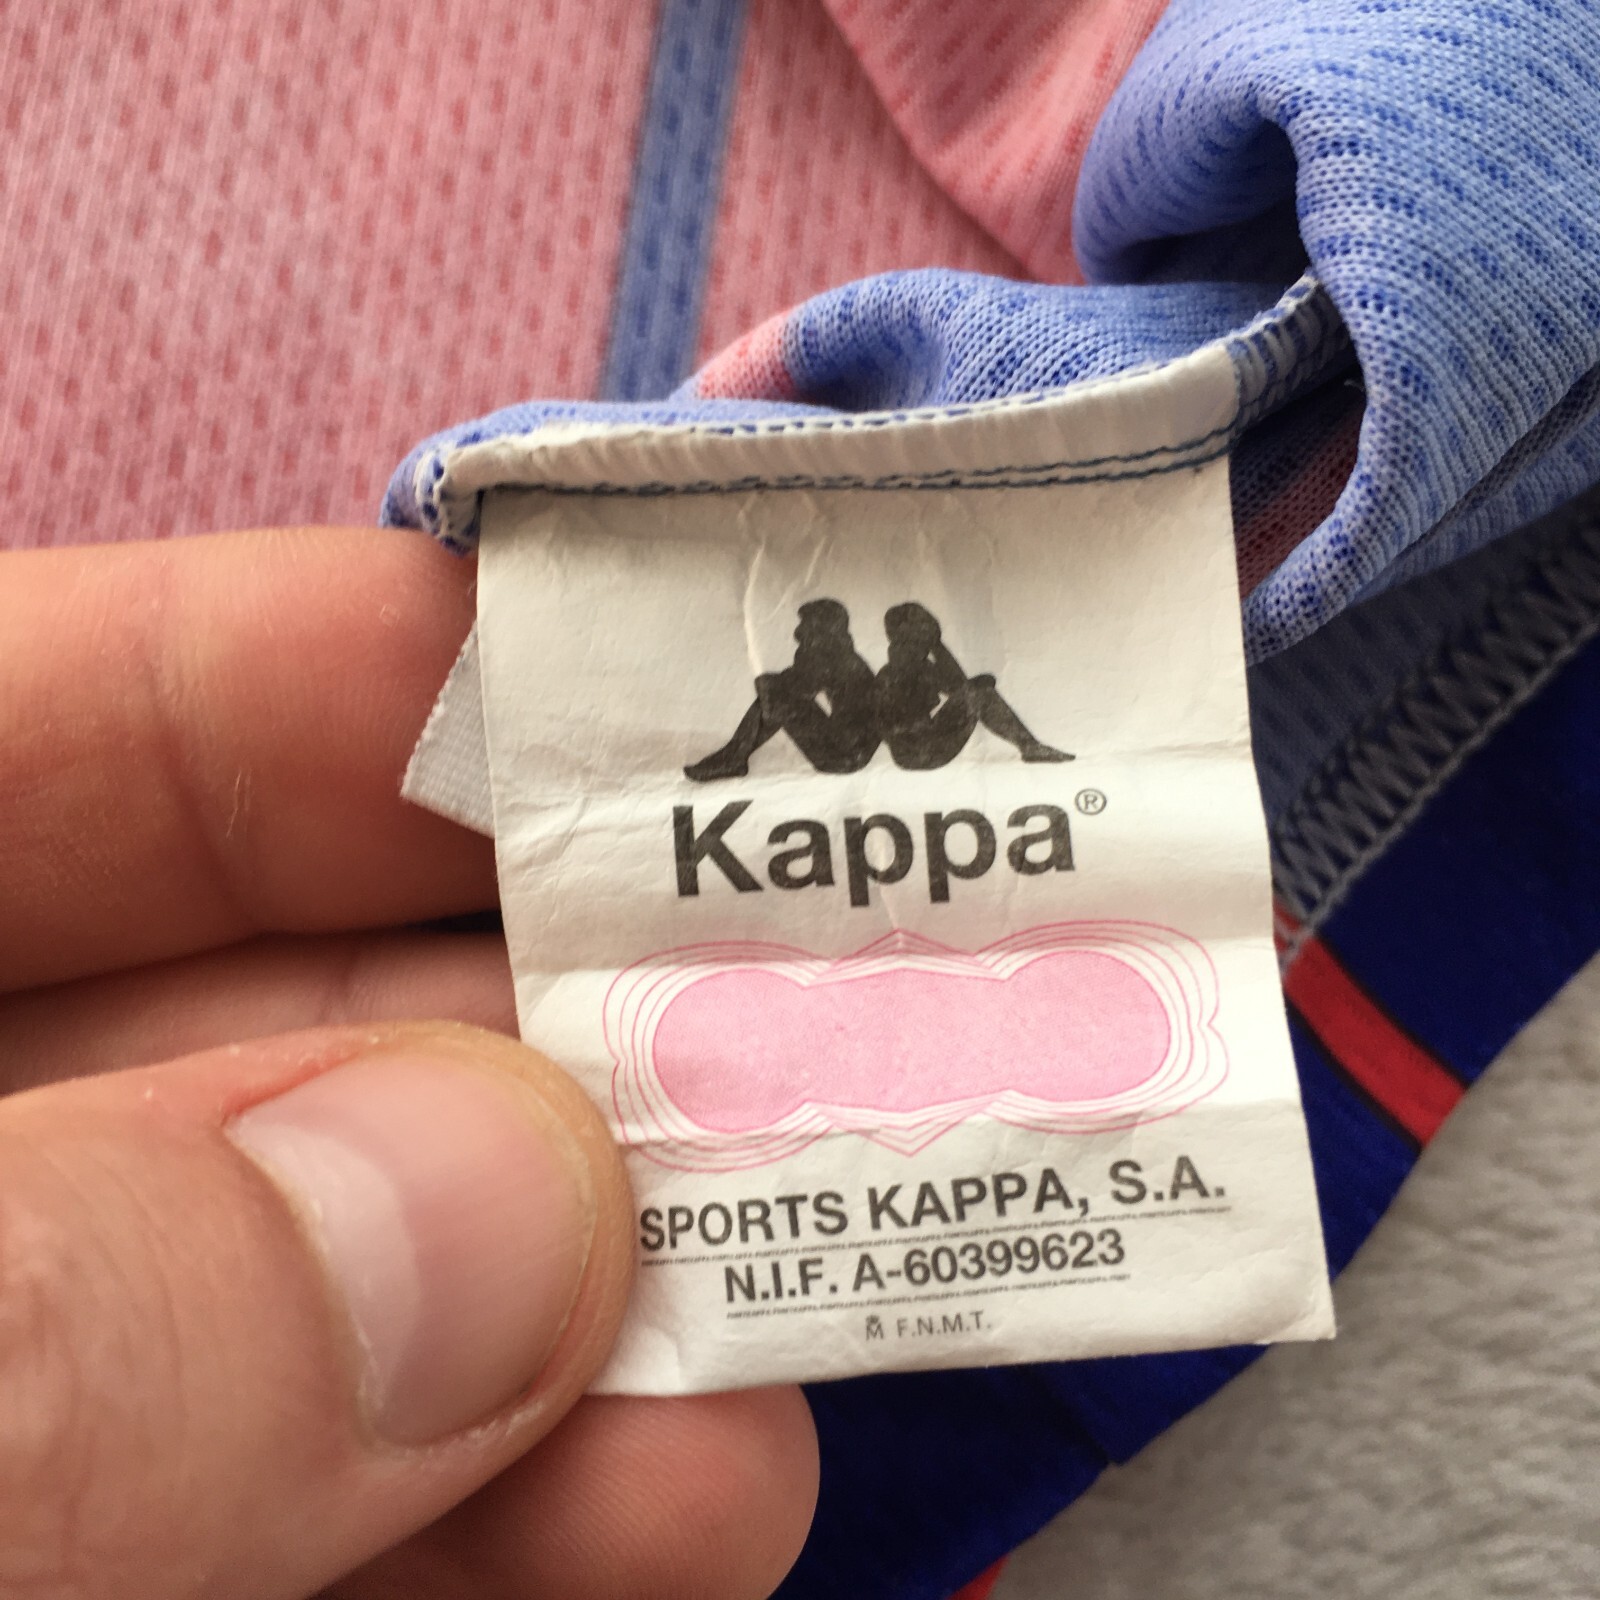 Kappa®
SPORTS KAPPA, S.A.
N.I.F. A-60399623
M F.N.M.T.